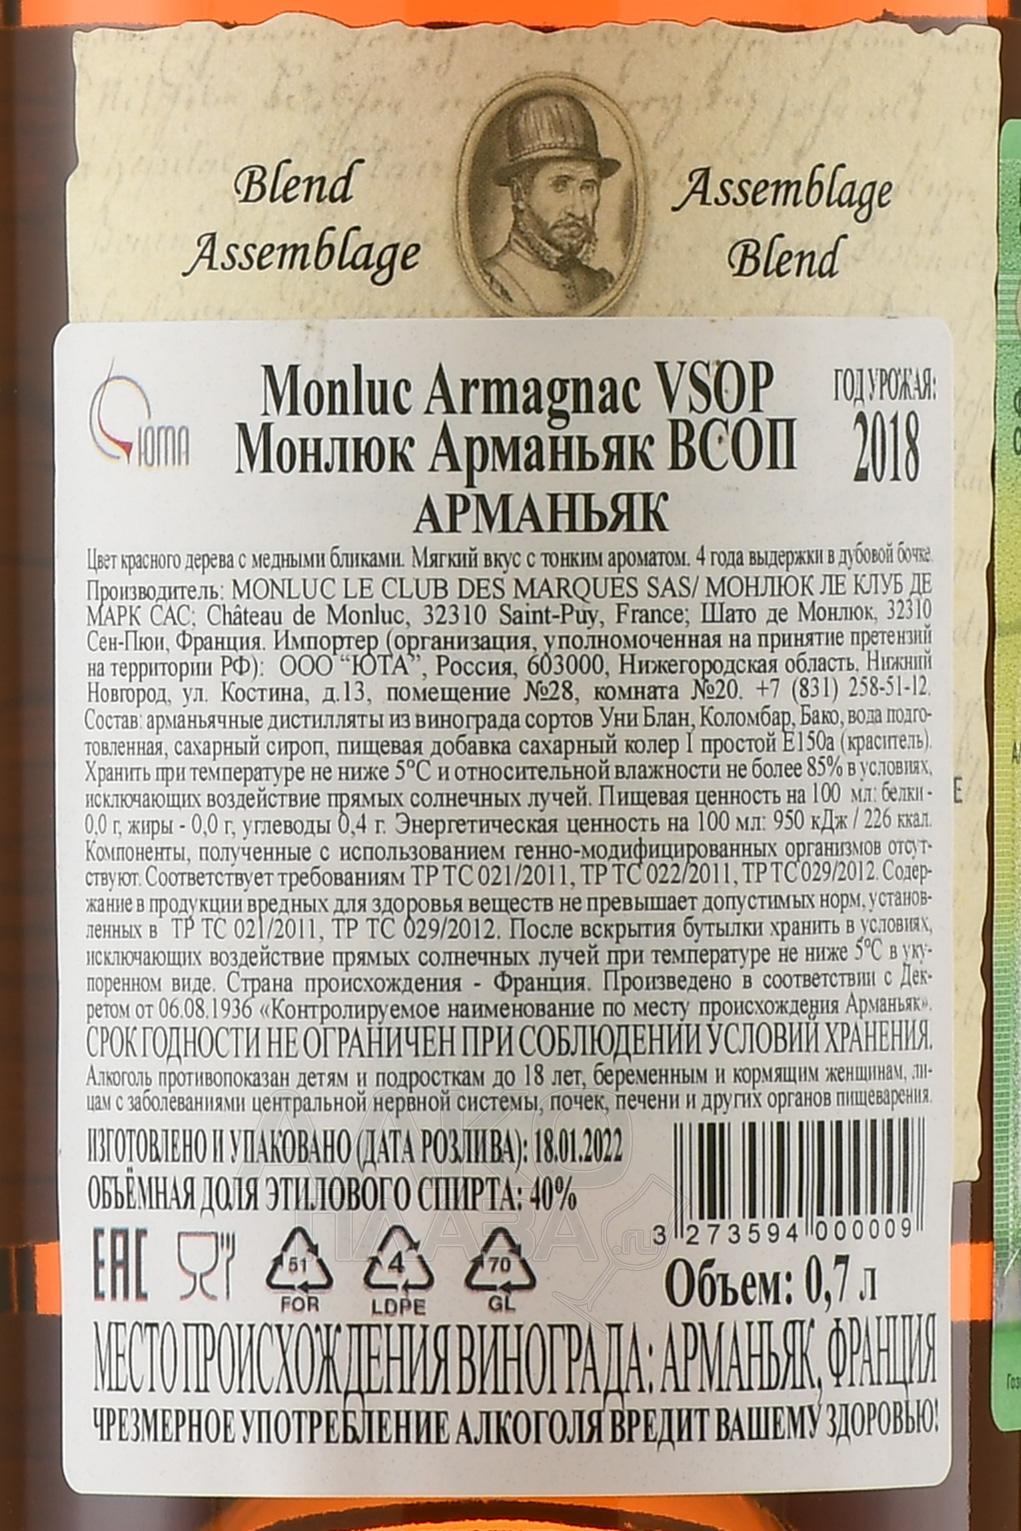 Blend
Assemblage
Assemblage
Blend
ЮТА
Monluc Armagnac VSOP
Монлюк Арманьяк ВСОП
АРМАНЬЯК
ГОД УРОЖАЯ:
2018
Цвет красного дерева с медными бликами. Мягкий вкус с тонким ароматом. 4 года выдержки в дубовой бочке.
Производитель: MONLUC LE CLUB DES MARQUES SAS/ МОНЛЮК ЛЕ КЛУБ ДЕ
МАРК САС; Château de Monluc, 32310 Saint-Puy, France; Шато де Монлюк, 32310
Сен-Пюи, Франция. Импортер (организация, уполномоченная на принятие претензий
на территории РФ): ООО “ЮТА”, Россия, 603000, Нижегородская область, Нижний
Новгород, ул. Костина, д.13, помещение №28, комната №20. +7 (831) 258-51-12.
Состав: арманьячные дистилляты из винограда сортов Уни Блан, Коломбар, Бако, вода подго-
товленная, сахарный сироп, пищевая добавка сахарный колер I простой Е150а (краситель).
Хранить при температуре не ниже 5°С и относительной влажности не более 85% в условиях,
исключающих воздействие прямых солнечных лучей. Пищевая ценность на 100 мл: белки -
0,0 г, жиры - 0,0 г, углеводы 0,4 г. Энергетическая ценность на 100 мл: 950 кДж / 226 ккал.
Компоненты, полученные с использованием генно-модифицированных организмов отсут-
ствуют. Соответствует требованиям ТР ТС 021/2011, ТР ТС 022/2011, ТР ТС 029/2012. Содер-
жание в продукции вредных для здоровья веществ не превышает допустимых норм, установ-
ленных в ТР ТС 021/2011, ТР ТС 029/2012. После вскрытия бутылки хранить в условиях,
исключающих воздействие прямых солнечных лучей при температуре не ниже 5°С в уку-
поренном виде. Страна происхождения - Франция. Произведено в соответствии с Дек-
ретом от 06.08.1936 «Контролируемое наименование по месту происхождения Арманьяк».
СРОК ГОДНОСТИ НЕ ОГРАНИЧЕН ПРИ СОБЛЮДЕНИИ УСЛОВИЙ ХРАНЕНИЯ.
Алкоголь противопоказан детям и подросткам до 18 лет, беременным и кормящим женщинам, ли-
цам с заболеваниями центральной нервной системы, почек, печени и других органов пищеварения.
ИЗГОТОВЛЕНО И УПАКОВАНО (ДАТА РОЗЛИВА): 18.01.2022
ОБЪЁМНАЯ ДОЛЯ ЭТИЛОВОГО СПИРТА: 40%
3 273594 000009
EAC
51
FOR
4
LDPE
70
GL
Объем: 0,7 л
МЕСТО ПРОИСХОЖДЕНИЯ ВИНОГРАДА: АРМАНЬЯК, ФРАНЦИЯ
ЧРЕЗМЕРНОЕ УПОТРЕБЛЕНИЕ АЛКОГОЛЯ ВРЕДИТ ВАШЕМУ ЗДОРОВЬЮ!
АЛКО
ПЛАЗА
.ru